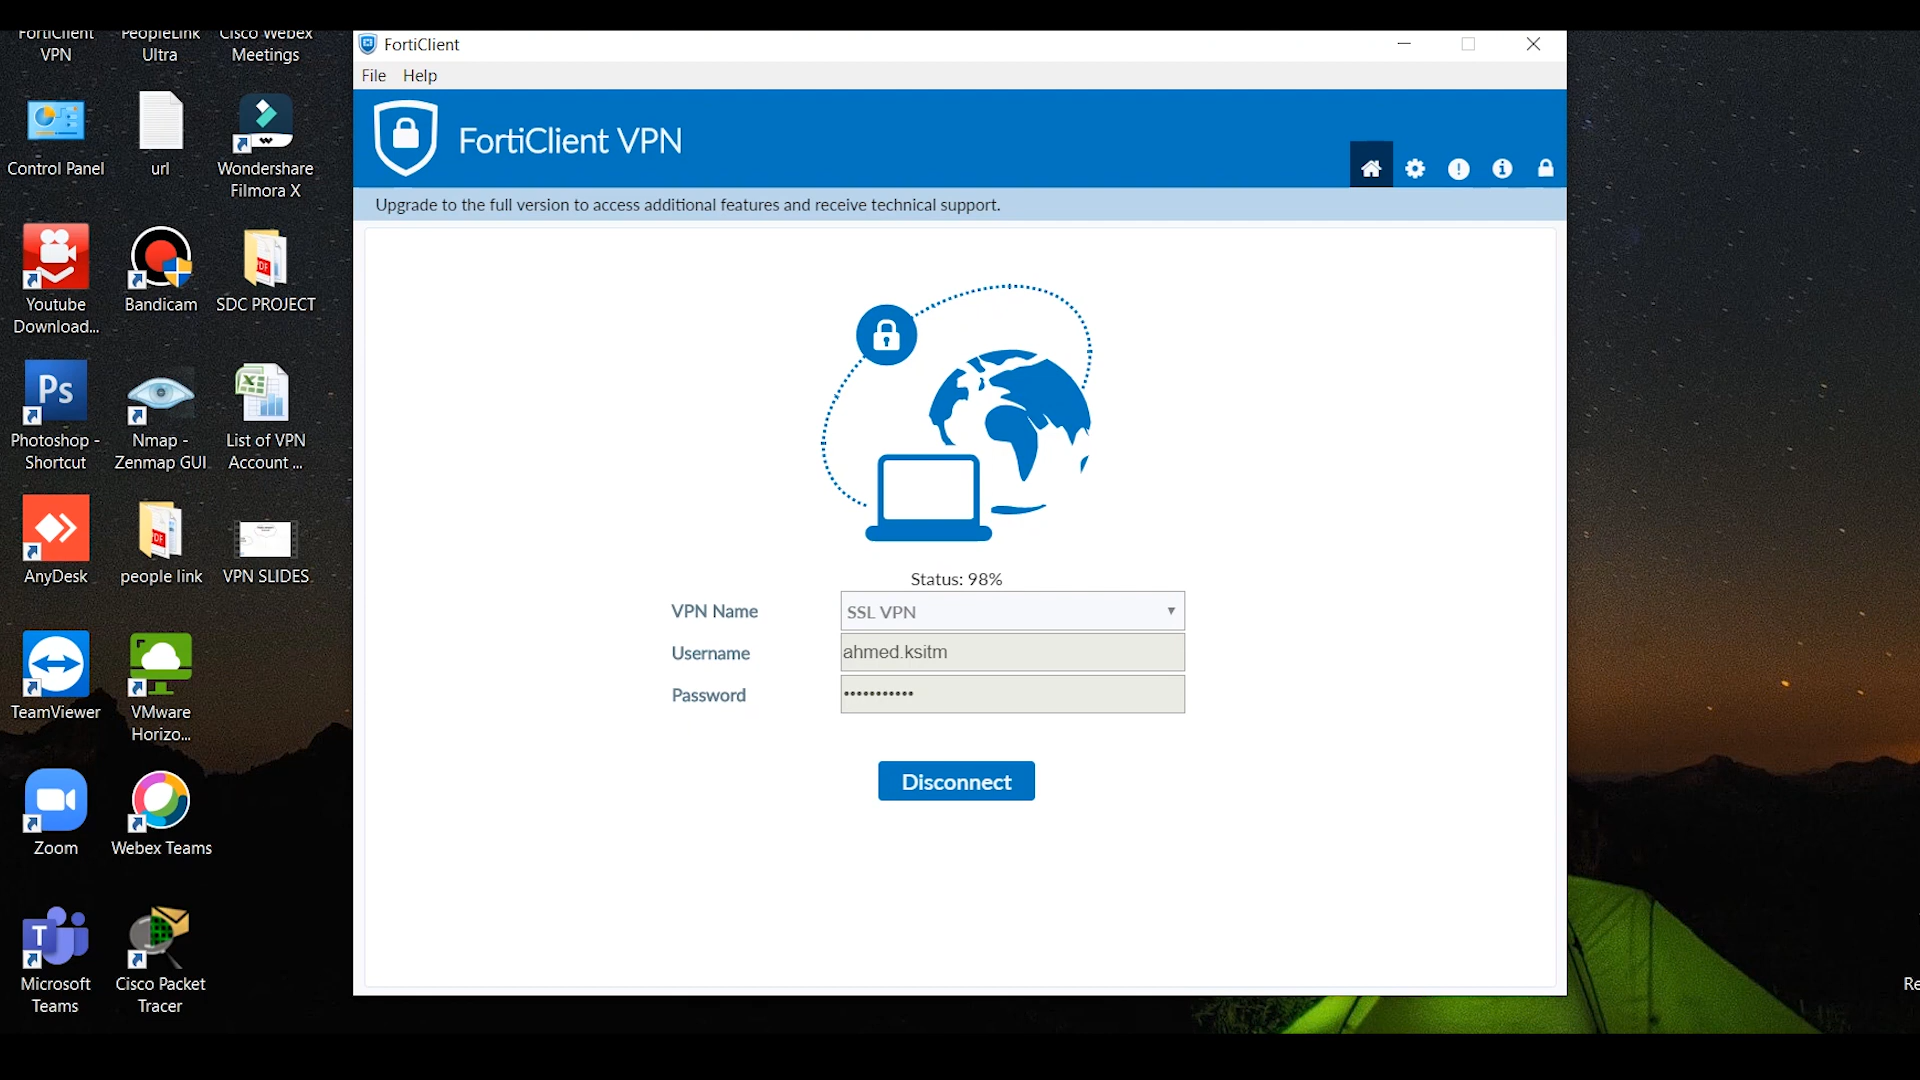 FortiClient
VPN
PeopleLink
Ultra
Cisco Webex
Meetings
Control Panel
url
Wondershare
Filmora X
Youtube
Download...
Bandicam
SDC PROJECT
Ps
Photoshop -
Shortcut
Nmap -
Zenmap GUI
List of VPN
Account ...
AnyDesk
people link
VPN SLIDES
TeamViewer
VMware
Horizo...
Zoom
Webex Teams
T
Microsoft
Teams
Cisco Packet
Tracer
FortiClient
File Help
FortiClient VPN
Upgrade to the full version to access additional features and receive technical support.
Status: 98%
VPN Name
SSL VPN
Username
ahmed.ksitm
Password
•••••••••••
Disconnect
Re